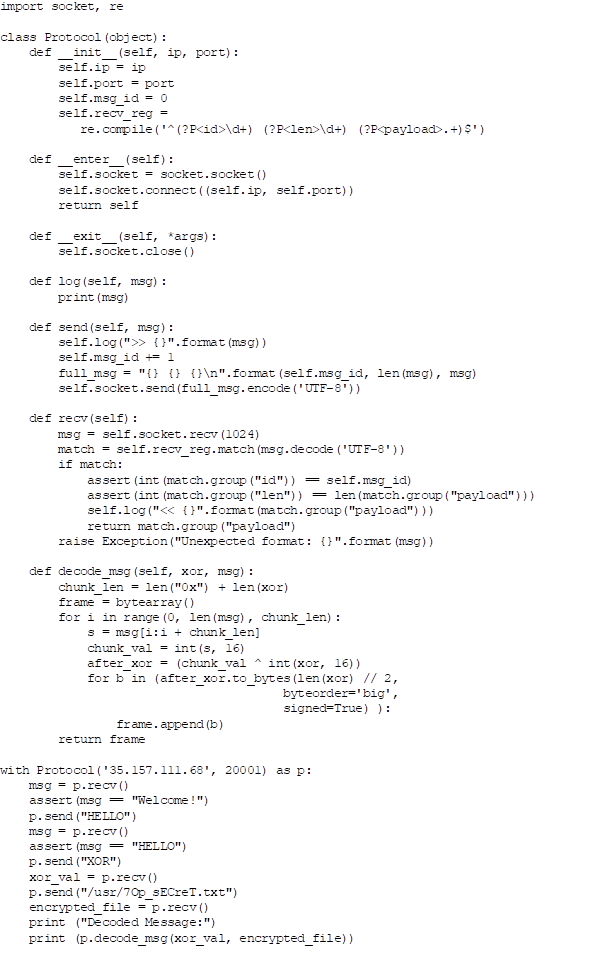 import socket, re
class Protocol(object):
def __init__(self, ip, port):
self.ip = ip
self.port = port
self.msg_id = 0
self.recv_reg =
re.compile('^(?P<id>\d+) (?P<len>\d+) (?P<payload>.+)$')
def __enter__(self):
self.socket = socket.socket()
self.socket.connect((self.ip, self.port))
return self
def __exit__(self, *args):
self.socket.close()
def log(self, msg):
print(msg)
def send(self, msg):
self.log(">> {}".format(msg))
self.msg_id += 1
full_msg = "{} {} {}\n".format(self.msg_id, len(msg), msg)
self.socket.send(full_msg.encode('UTF-8'))
def recv(self):
msg = self.socket.recv(1024)
match = self.recv_reg.match(msg.decode('UTF-8'))
if match:
assert(int(match.group("id")) == self.msg_id)
assert(int(match.group("len")) == len(match.group("payload")))
self.log("<< {}".format(match.group("payload")))
return match.group("payload")
raise Exception("Unexpected format: {}".format(msg))
def decode_msg(self, xor, msg):
chunk_len = len("0x") + len(xor)
frame = bytearray()
for i in range(0, len(msg), chunk_len):
s = msg[i:i + chunk_len]
chunk_val = int(s, 16)
after_xor = (chunk_val ^ int(xor, 16))
for b in (after_xor.to_bytes(len(xor) // 2,
byteorder='big',
signed=True) ):
frame.append(b)
return frame
with Protocol('35.157.111.68', 20001) as p:
msg = p.recv()
assert(msg == "Welcome!")
p.send("HELLO")
msg = p.recv()
assert(msg == "HELLO")
p.send("XOR")
xor_val = p.recv()
p.send("/usr/7Op_sECreT.txt")
encrypted_file = p.recv()
print ("Decoded Message:")
print (p.decode_msg(xor_val, encrypted_file))